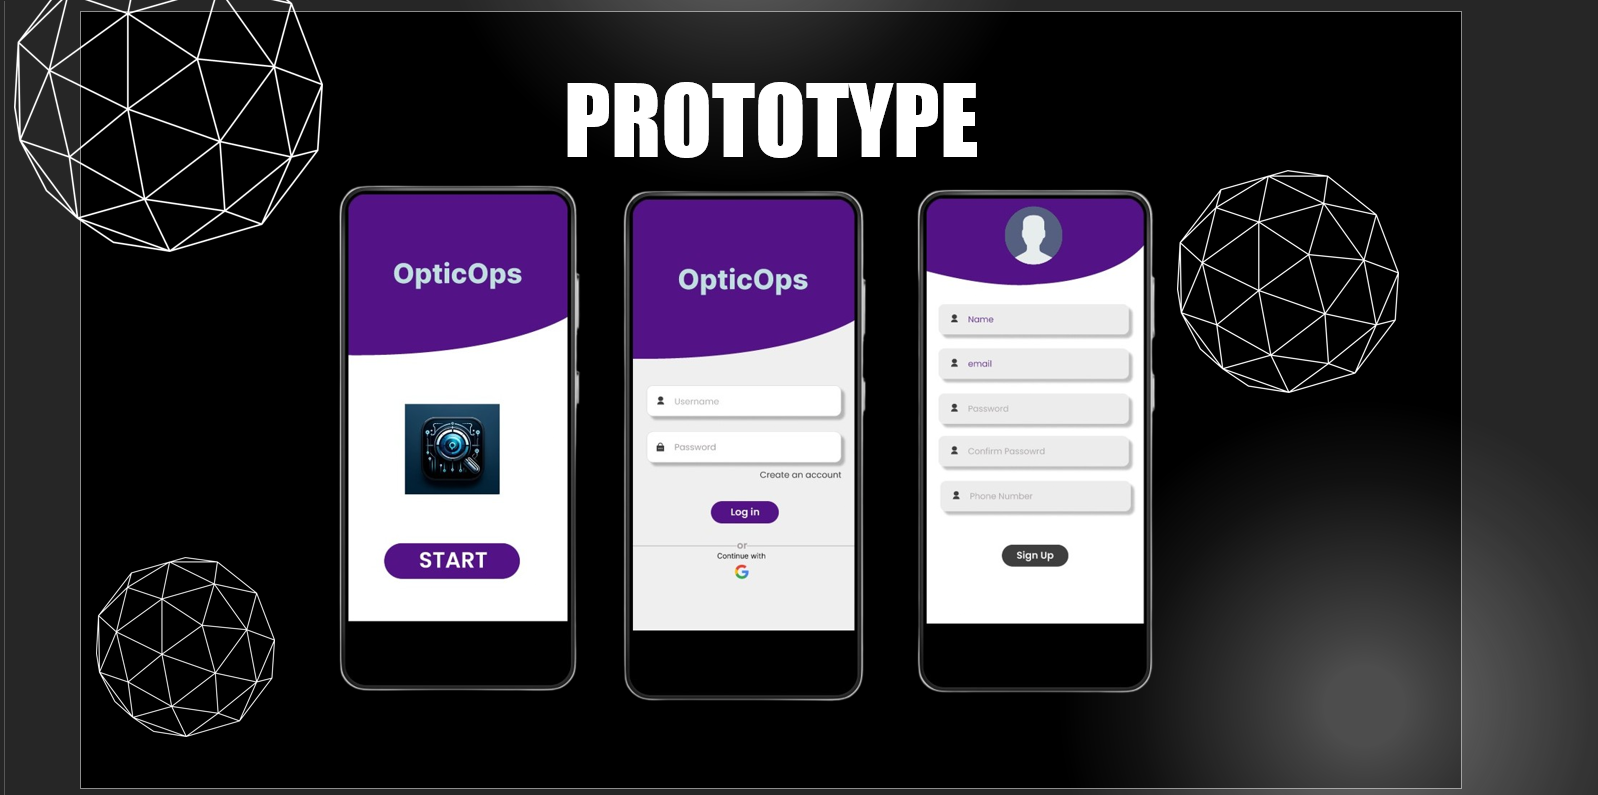 PROTOTYPE
OpticOps
START
OpticOps
Username
Password
Create an account
Log in
or
Continue with
Name
email
Password
Confirm Passowrd
Phone Number
Sign Up